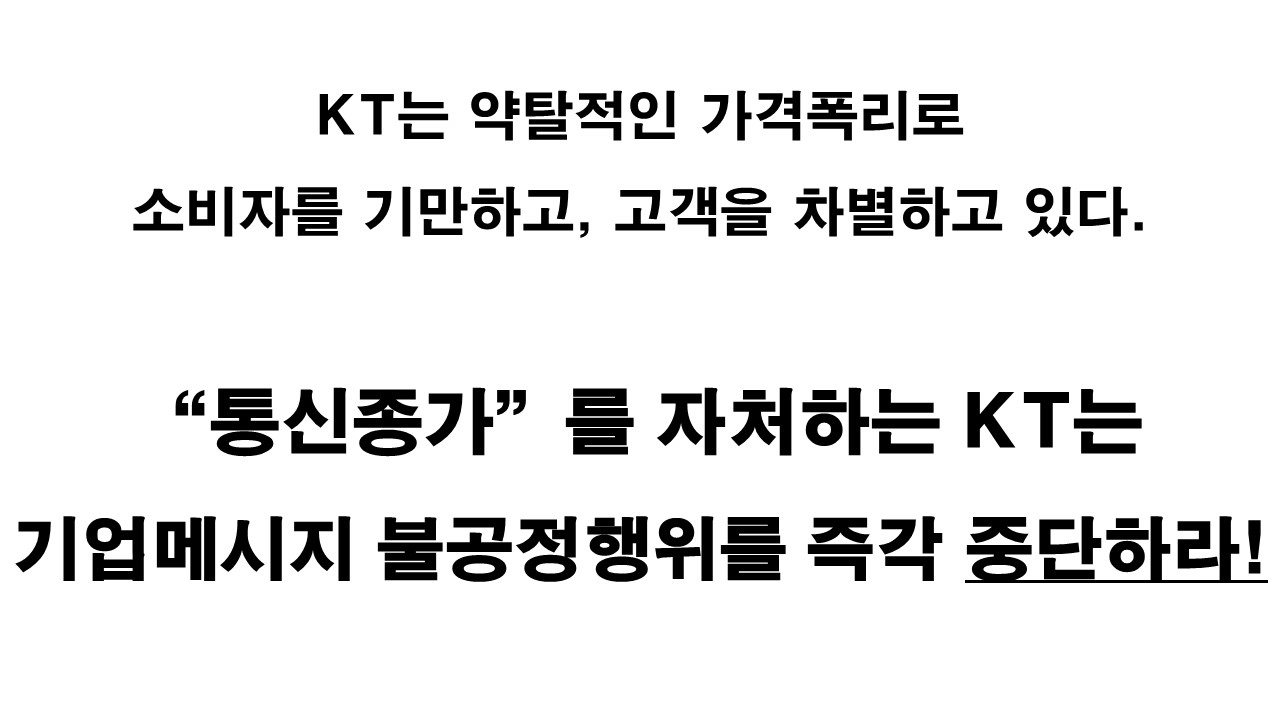 KT는 약탈적인 가격폭리로
소비자를 기만하고, 고객을 차별하고 있다.
“통신종가” 를 자처하는 KT는
기업메시지 불공정행위를 즉각 중단하라!